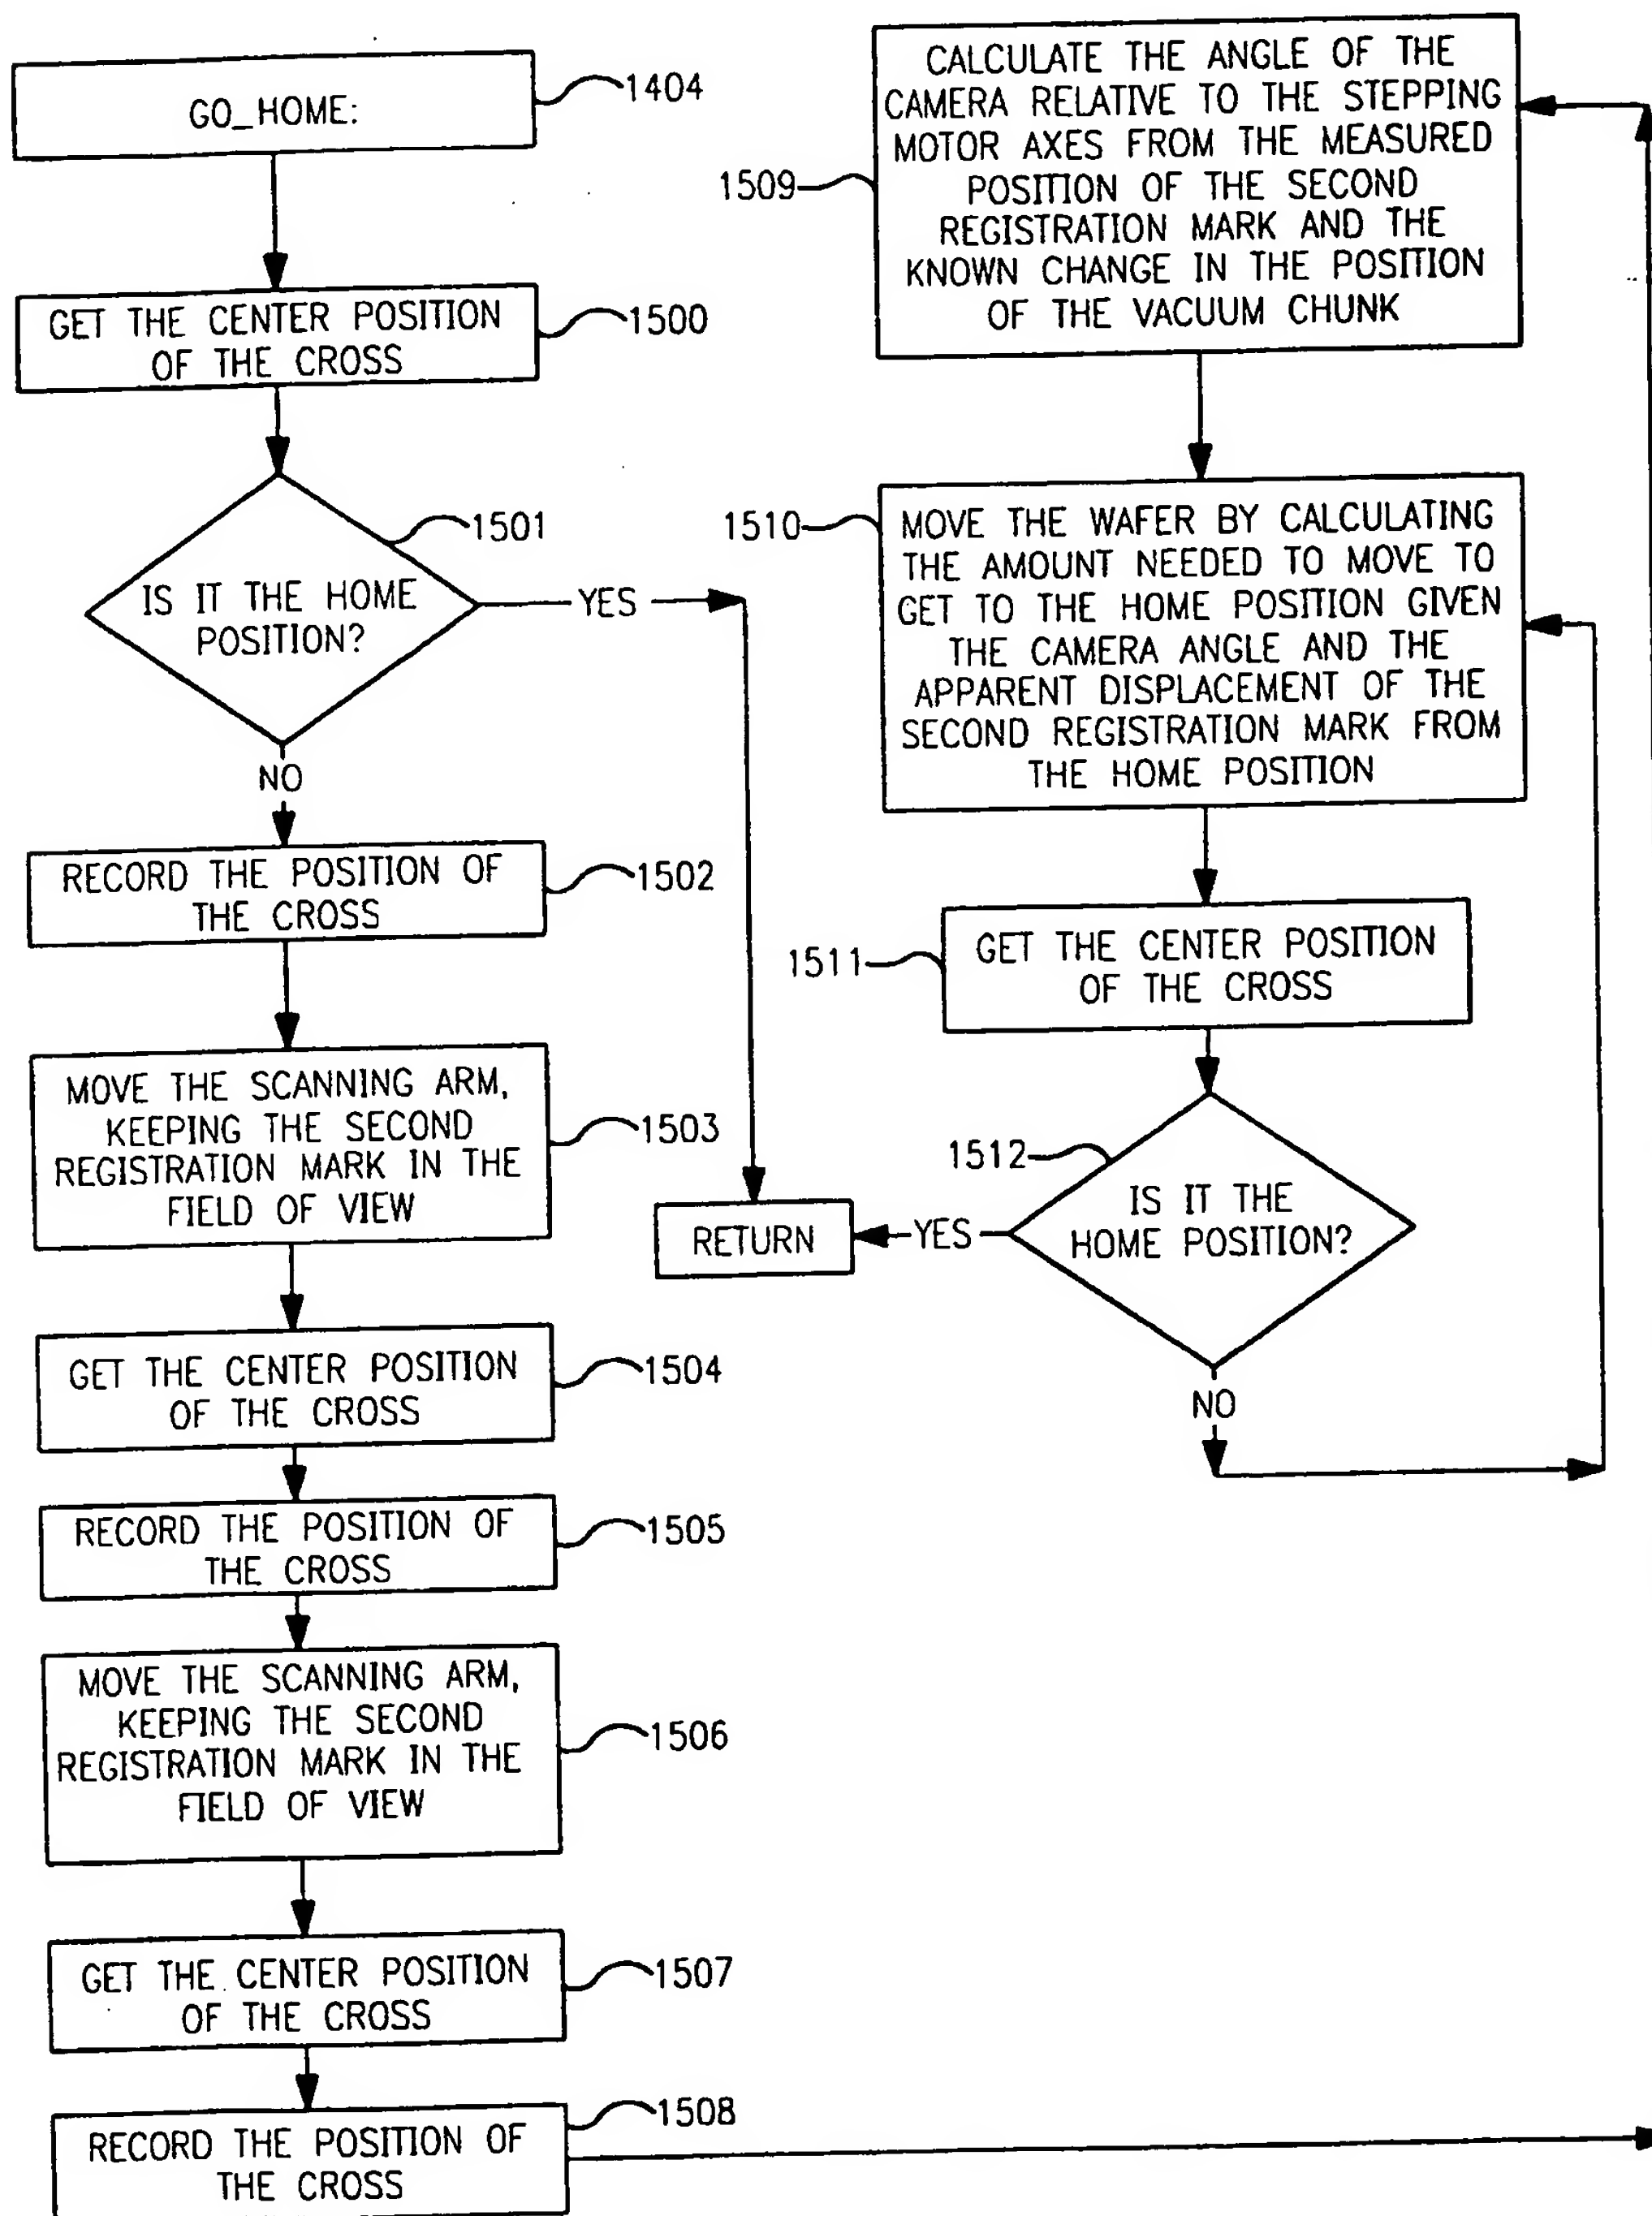 GO_HOME:
1404
GET THE CENTER POSITION
OF THE CROSS
1500
1501
IS IT THE HOME
POSITION?
YES
NO
RECORD THE POSITION OF
THE CROSS
1502
MOVE THE SCANNING ARM,
KEEPING THE SECOND
REGISTRATION MARK IN THE
FIELD OF VIEW
1503
GET THE CENTER POSITION
OF THE CROSS
1504
RECORD THE POSITION OF
THE CROSS
1505
MOVE THE SCANNING ARM,
KEEPING THE SECOND
REGISTRATION MARK IN THE
FIELD OF VIEW
1506
GET THE CENTER POSITION
OF THE CROSS
1507
RECORD THE POSITION OF
THE CROSS
1508
1509
CALCULATE THE ANGLE OF THE
CAMERA RELATIVE TO THE STEPPING
MOTOR AXES FROM THE MEASURED
POSITION OF THE SECOND
REGISTRATION MARK AND THE
KNOWN CHANGE IN THE POSITION
OF THE VACUUM CHUNK
1510
MOVE THE WAFER BY CALCULATING
THE AMOUNT NEEDED TO MOVE TO
GET TO THE HOME POSITION GIVEN
THE CAMERA ANGLE AND THE
APPARENT DISPLACEMENT OF THE
SECOND REGISTRATION MARK FROM
THE HOME POSITION
1511
GET THE CENTER POSITION
OF THE CROSS
1512
IS IT THE
HOME POSITION?
YES
RETURN
NO